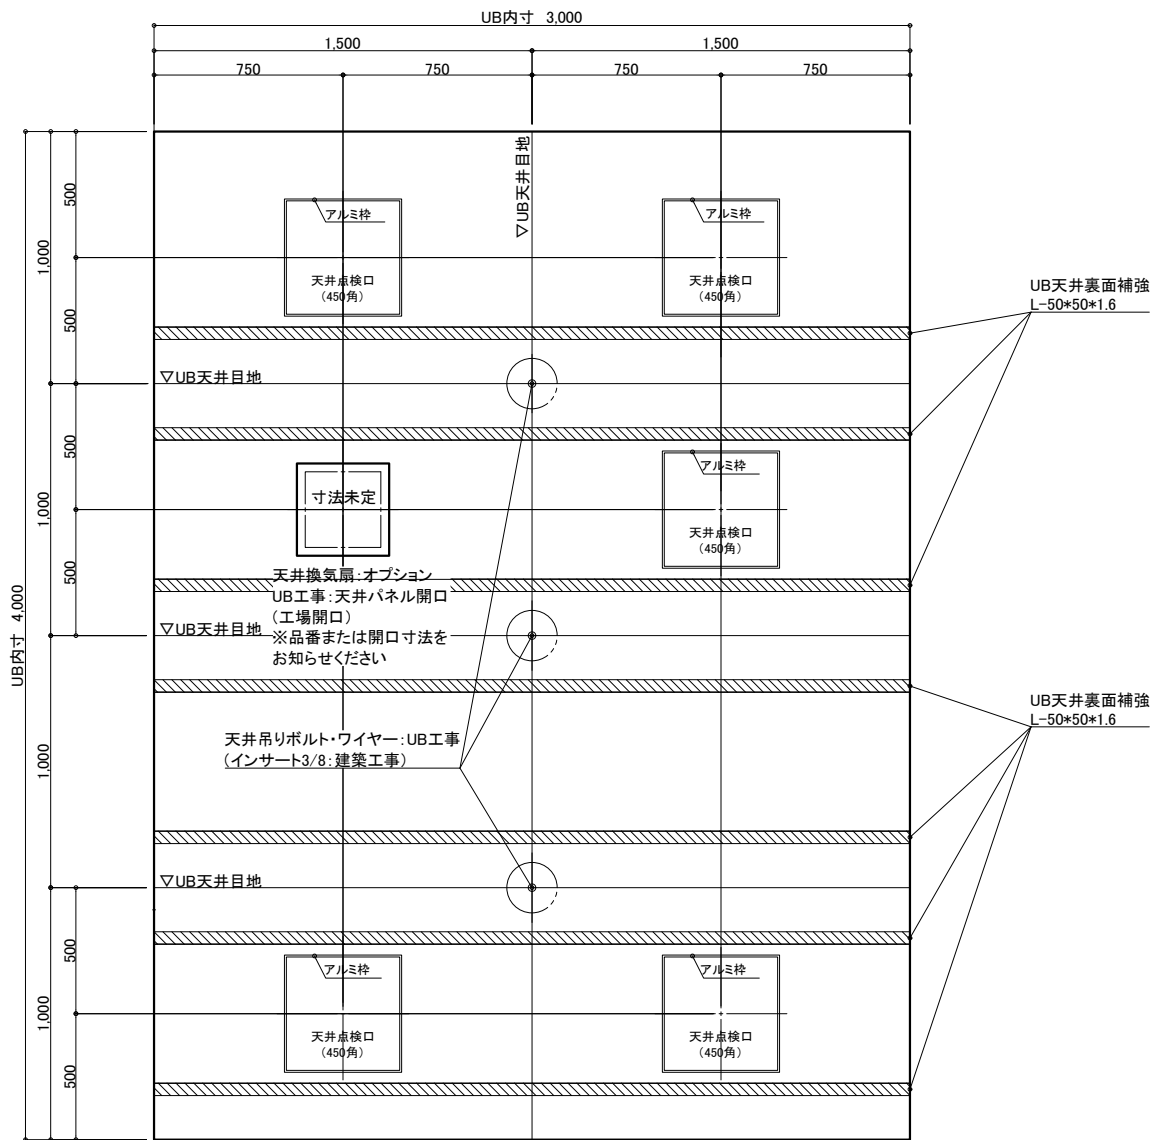 UB内寸 3,000
1,500
1,500
750
750
750
750
UB内寸 4,000
1,000
1,000
1,000
1,000
500
500
500
500
500
500
▽UB天井目地
アルミ枠
天井点検口
(450角)
アルミ枠
天井点検口
(450角)
UB天井裏面補強
L-50*50*1.6
▽UB天井目地
寸法未定
アルミ枠
天井点検口
(450角)
天井換気扇:オプション
UB工事:天井パネル開口
(工場開口)
※品番または開口寸法を
お知らせください
▽UB天井目地
UB天井裏面補強
L-50*50*1.6
天井吊りボルト・ワイヤー:UB工事
(インサート3/8:建築工事)
▽UB天井目地
アルミ枠
天井点検口
(450角)
アルミ枠
天井点検口
(450角)